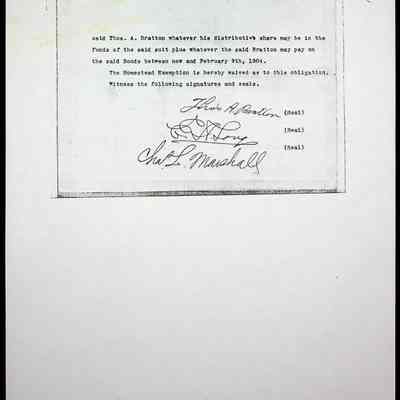 said Thos. A. Bratton whatever his distributive share may be in the
funds of the said suit plus whatever the said Bratton may pay on
the said Bonds between now and February 9th, 1904.
The Homestead Exemption is hereby waived as to this obligation.
Witness the following signatures and seals.
Thos A. Bratton (Seal)
Long (Seal)
Chas. L. Marshall (Seal)